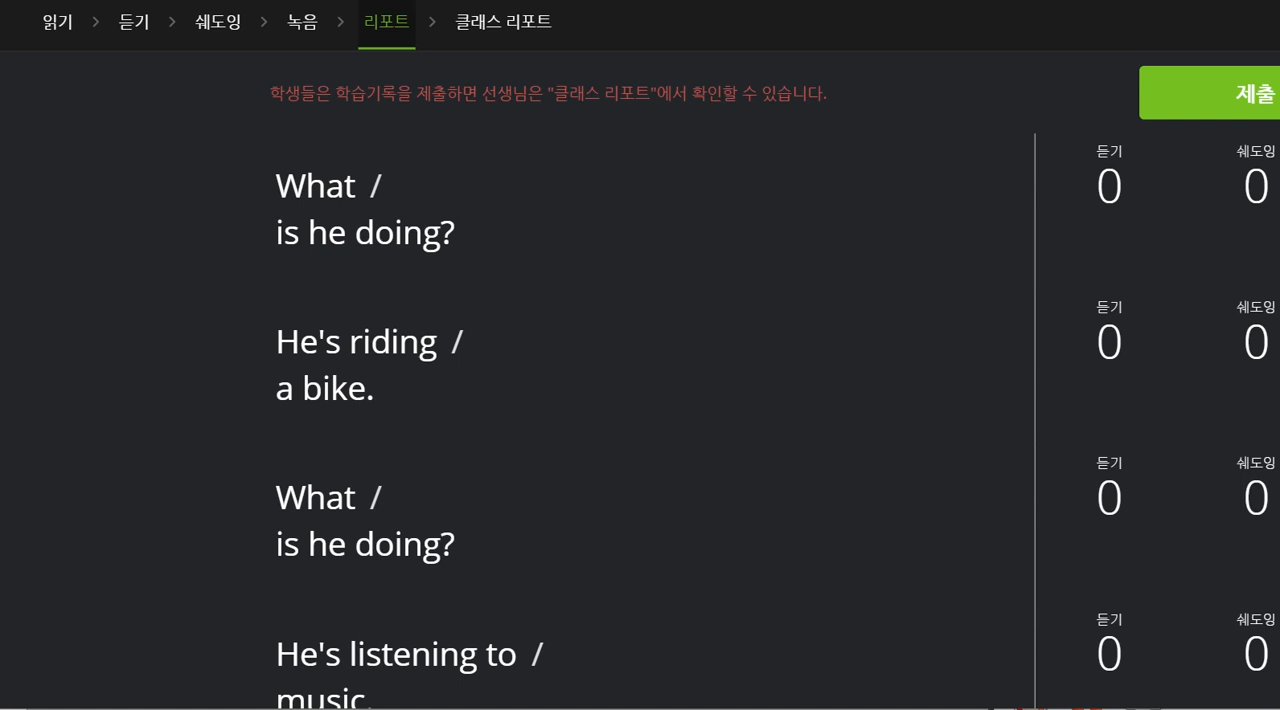 읽기 > 듣기 > 쉐도잉 > 녹음 > 리포트 > 클래스 리포트
학생들은 학습기록을 제출하면 선생님은 "클래스 리포트"에서 확인할 수 있습니다.
제출
듣기 쉐도잉
What / 0 0
is he doing?
듣기 쉐도잉
He's riding / 0 0
a bike.
듣기 쉐도잉
What / 0 0
is he doing?
듣기 쉐도잉
He's listening to / 0 0
music.